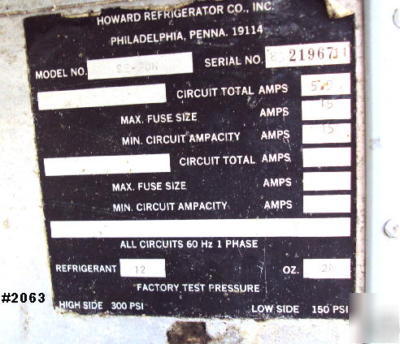 HOWARD REFRIGERATOR CO., INC.
PHILADELPHIA, PENNA. 19114
MODEL NO. SERIAL NO.
CIRCUIT TOTAL AMPS
MAX. FUSE SIZE AMPS 15
MIN. CIRCUIT AMPACITY AMPS 15
CIRCUIT TOTAL AMPS
MAX. FUSE SIZE AMPS
MIN. CIRCUIT AMPACITY AMPS
ALL CIRCUITS 60 Hz 1 PHASE
REFRIGERANT 12 OZ.
FACTORY TEST PRESSURE
#2063
HIGH SIDE 300 PSI LOW SIDE 150 PSI